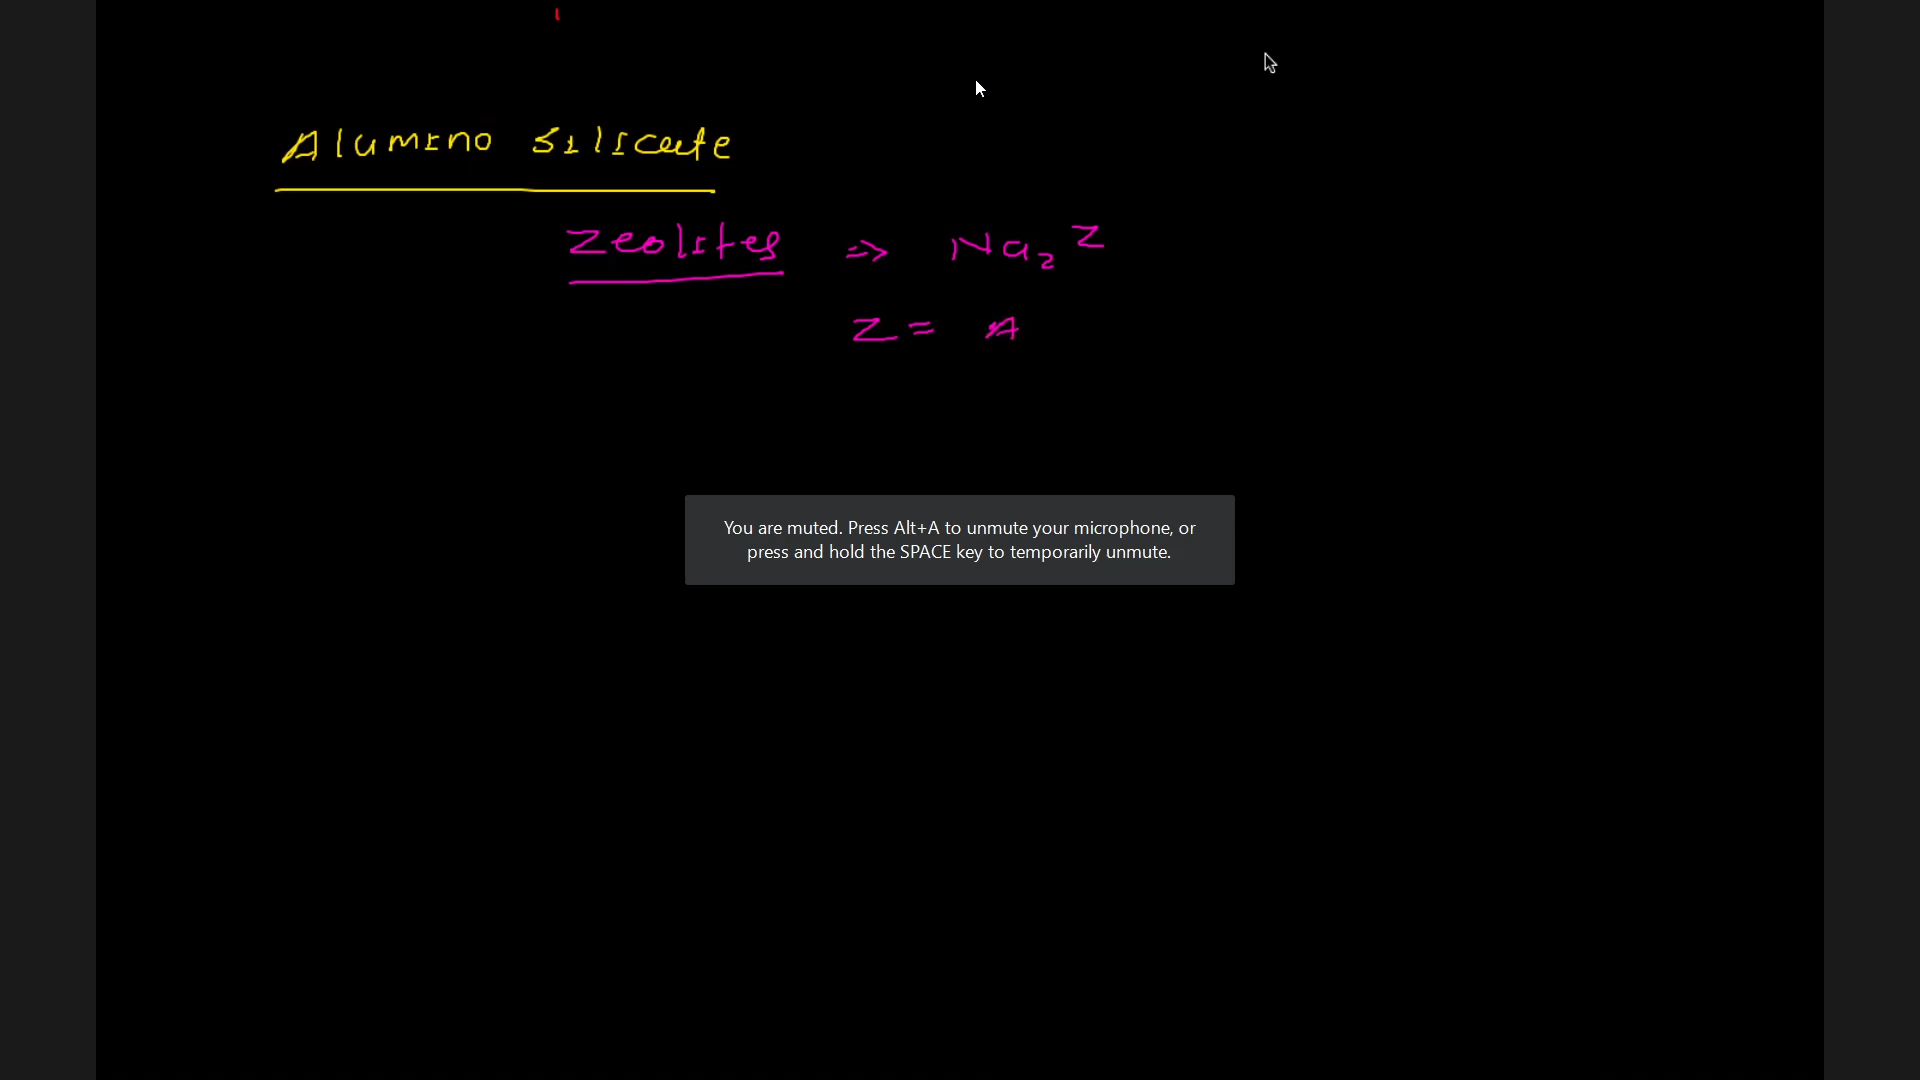 Alumino Silicate
Zeolites => Na₂Z
Z = A
You are muted. Press Alt+A to unmute your microphone, or
press and hold the SPACE key to temporarily unmute.